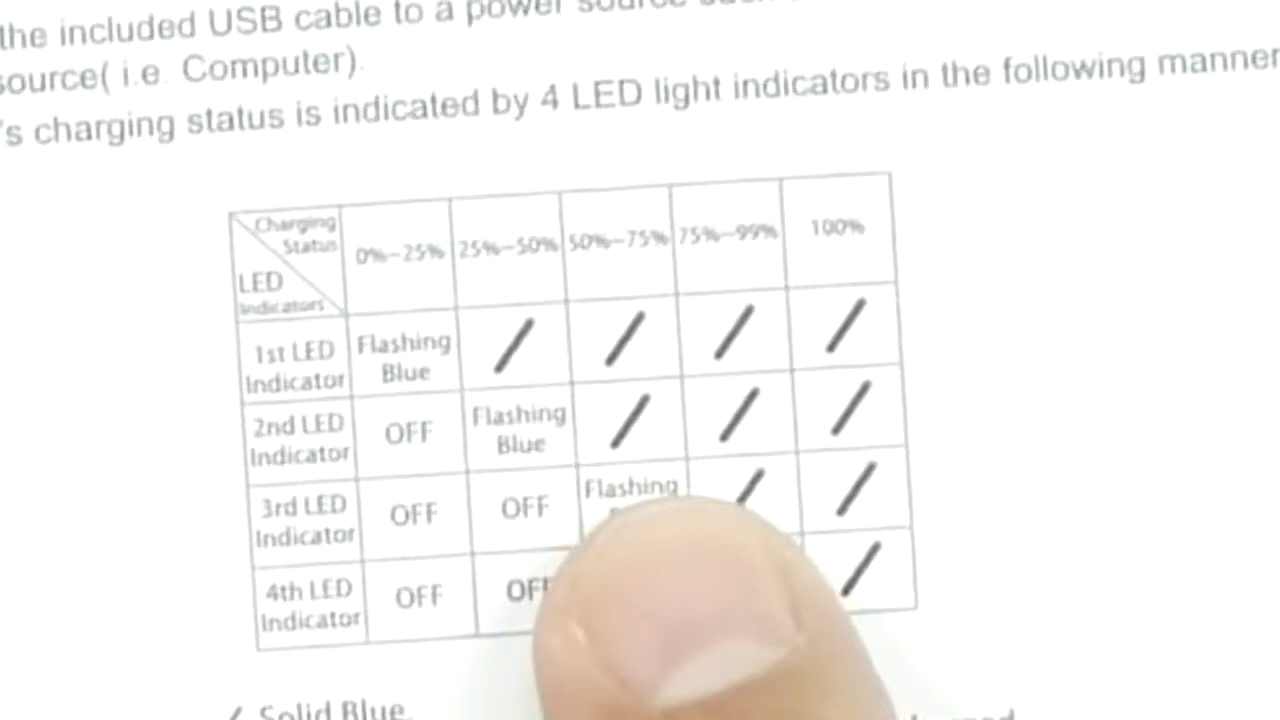 the included USB cable to a power source
source( i.e. Computer).
's charging status is indicated by 4 LED light indicators in the following manner
Charging Status
LED Indicators
0%~25%
25%~50%
50%~75%
75%~99%
100%
1st LED Indicator
Flashing Blue
/
/
/
/
2nd LED Indicator
OFF
Flashing Blue
/
/
/
3rd LED Indicator
OFF
OFF
Flashing
/
/
4th LED Indicator
OFF
OFF
/
/ Solid Blue